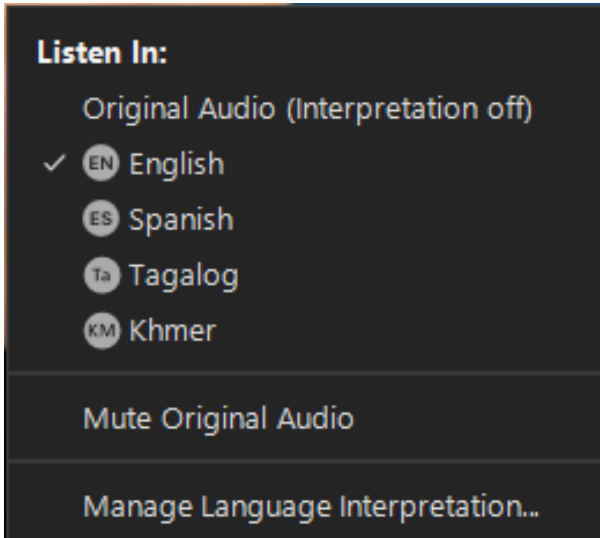 Listen In:
Original Audio (Interpretation off)
EN English
ES Spanish
Ta Tagalog
KM Khmer
Mute Original Audio
Manage Language Interpretation...